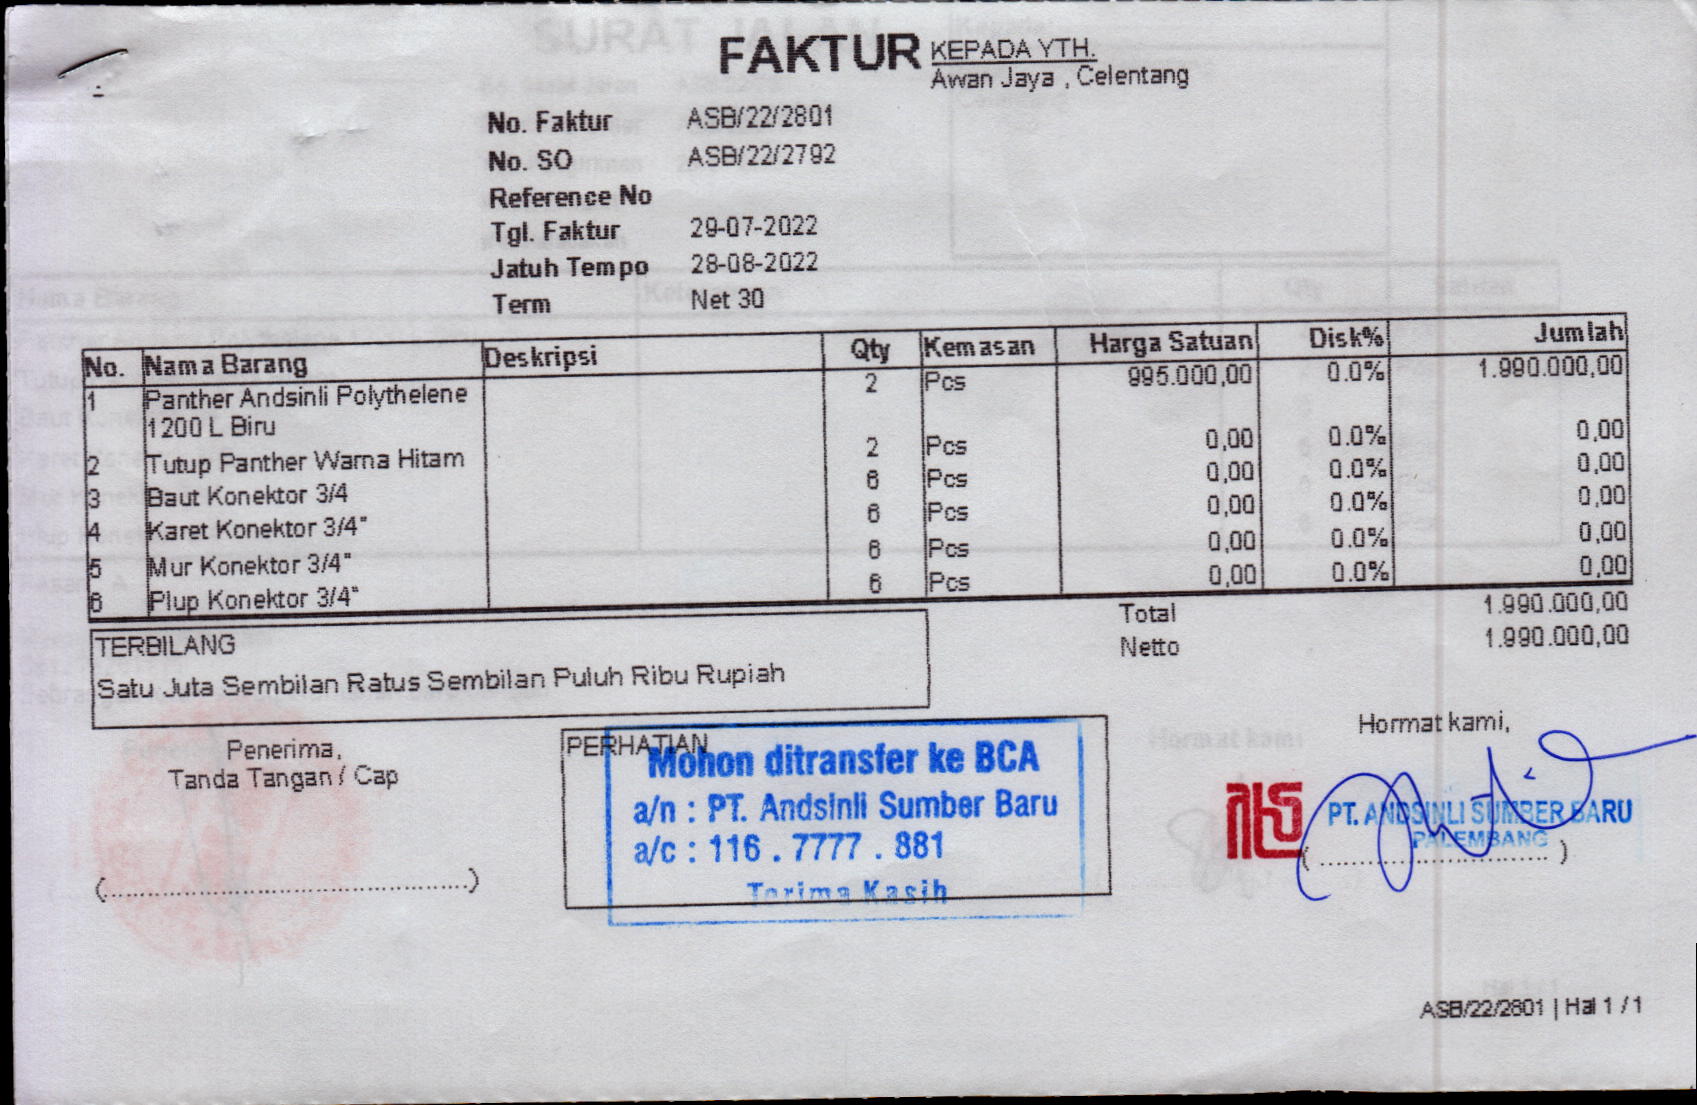 FAKTUR
KEPADA YTH.
Awan Jaya , Celentang
No. Faktur ASB/22/2801
No. SO ASB/22/2792
Reference No
Tgl. Faktur 29-07-2022
Jatuh Tempo 28-08-2022
Term Net 30
No. Nama Barang Deskripsi Qty Kemasan Harga Satuan Disk% Jumlah
1 Panther Andsinli Polythelene 2 Pcs 995.000,00 0.0% 1.990.000,00
1200 L Biru
2 Tutup Panther Warna Hitam 2 Pcs 0,00 0.0% 0,00
3 Baut Konektor 3/4 6 Pcs 0,00 0.0% 0,00
4 Karet Konektor 3/4" 6 Pcs 0,00 0.0% 0,00
5 Mur Konektor 3/4" 6 Pcs 0,00 0.0% 0,00
6 Plup Konektor 3/4" 6 Pcs 0,00 0.0% 0,00
Total 1.990.000,00
Netto 1.990.000,00
TERBILANG
Satu Juta Sembilan Ratus Sembilan Puluh Ribu Rupiah
Penerima,
Tanda Tangan / Cap
(..................................................)
PERHATIAN
Mohon ditransfer ke BCA
a/n : PT. Andsinli Sumber Baru
a/c : 116 . 7777 . 881
Terima Kasih
Hormat kami,
PT. ANDSINLI SUMBER BARU
PALEMBANG
( ................................ )
ASB/22/2801 | Hal 1 / 1